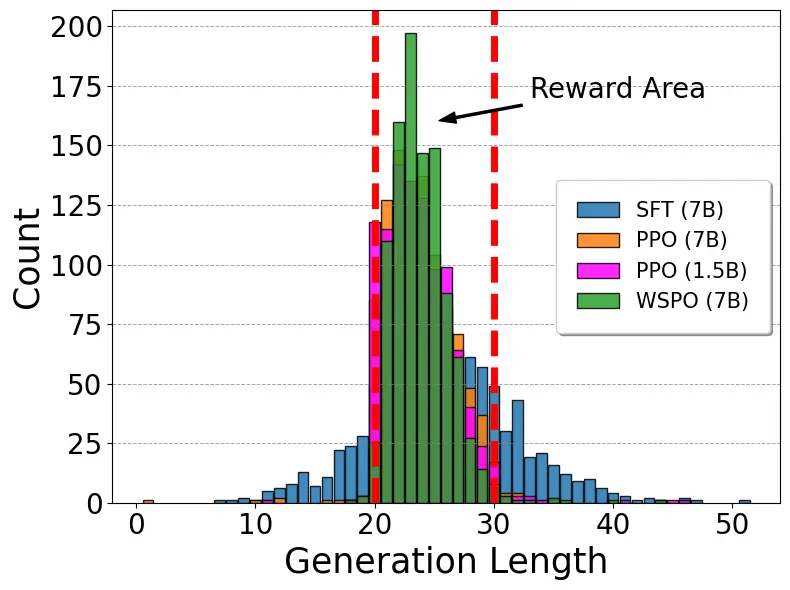 200
175
150
125
100
75
50
25
0
Count
0 10 20 30 40 50
Generation Length
Reward Area
SFT (7B)
PPO (7B)
PPO (1.5B)
WSPO (7B)